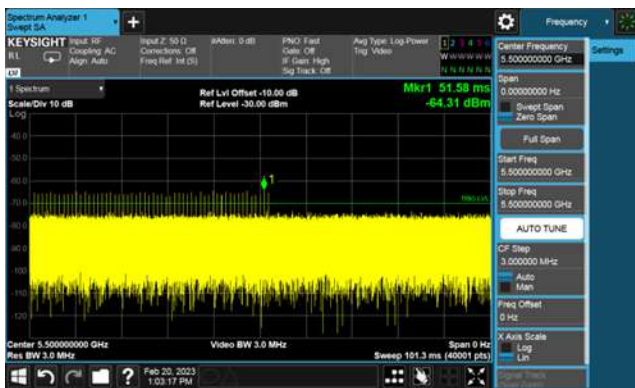 Spectrum Analyzer 1
Swept SA
Frequency
KEYSIGHT
Input: RF
Coupling: AC
Align: Auto
Input Z: 50 Ω
Corrections: Off
Freq Ref: Int (S)
#Atten: 0 dB
PNO: Fast
Gate: Off
IF Gain: High
Sig Track: Off
Avg Type: Log-Power
Trig: Video
1 2 3 4 5 6
W W W W W W
N N N N N N
RL
1 Spectrum
Scale/Div 10 dB
Log
Ref Lvl Offset -10.00 dB
Ref Level -30.00 dBm
Mkr1 51.58 ms
-64.31 dBm
1
-40.0
-50.0
-60.0
-70.0
-80.0
-90.0
-100
-110
TRIG LVL
Center 5.500000000 GHz
Res BW 3.0 MHz
Video BW 3.0 MHz
Span 0 Hz
Sweep 101.3 ms (40001 pts)
Feb 20, 2023
1:03:17 PM
Center Frequency
5.500000000 GHz
Settings
Span
0.00000000 Hz
Swept Span
Zero Span
Full Span
Start Freq
5.500000000 GHz
Stop Freq
5.500000000 GHz
AUTO TUNE
CF Step
3.000000 MHz
Auto
Man
Freq Offset
0 Hz
X Axis Scale
Log
Lin
Signal Track